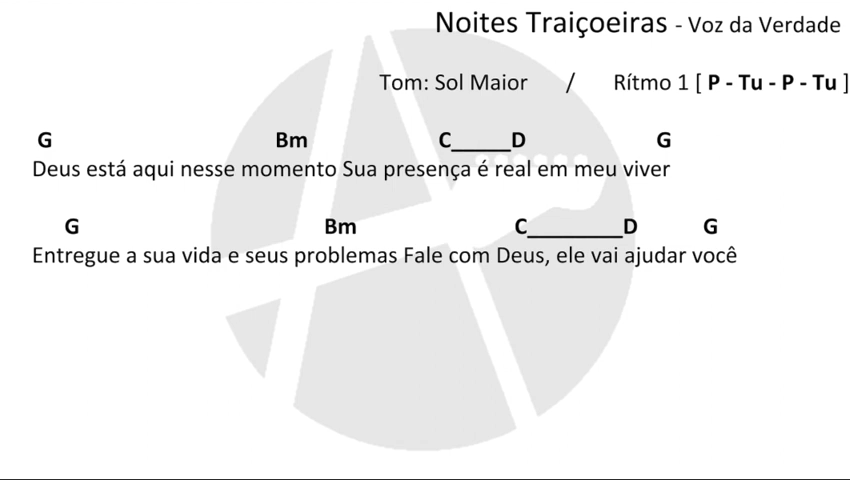 Noites Traiçoeiras - Voz da Verdade
Tom: Sol Maior / Rítmo 1 [ P - Tu - P - Tu ]
G Bm C_____D G
Deus está aqui nesse momento Sua presença é real em meu viver
G Bm C________D G
Entregue a sua vida e seus problemas Fale com Deus, ele vai ajudar você